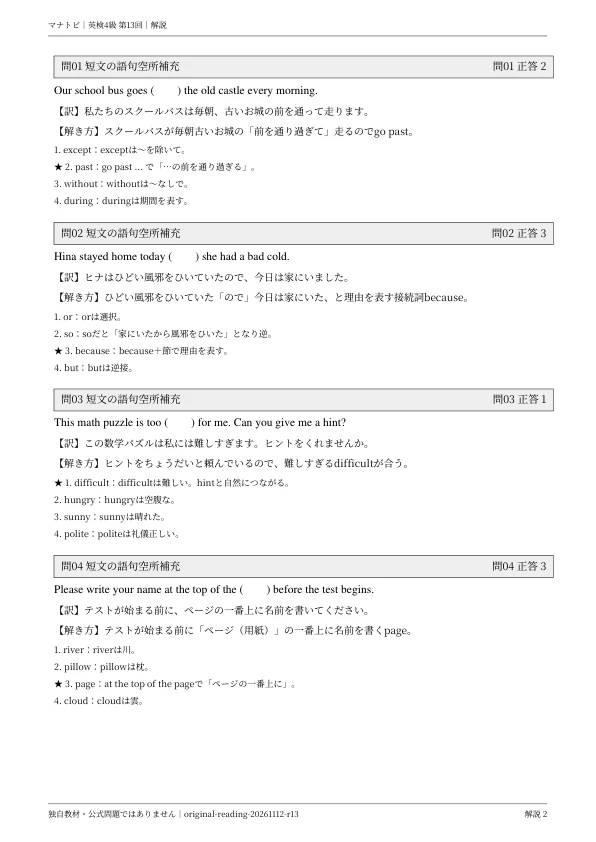 マナトビ｜英検4級 第13回｜解説
問01 短文の語句空所補充 問01 正答 2
Our school bus goes (　　) the old castle every morning.
【訳】私たちのスクールバスは毎朝、古いお城の前を通って走ります。
【解き方】スクールバスが毎朝古いお城の「前を通り過ぎて」走るのでgo past。
1. except：exceptは〜を除いて。
★ 2. past：go past … で「…の前を通り過ぎる」。
3. without：withoutは〜なしで。
4. during：duringは期間を表す。
問02 短文の語句空所補充 問02 正答 3
Hina stayed home today (　　) she had a bad cold.
【訳】ヒナはひどい風邪をひいていたので、今日は家にいました。
【解き方】ひどい風邪をひいていた「ので」今日は家にいた、と理由を表す接続詞because。
1. or：orは選択。
2. so：soだと「家にいたから風邪をひいた」となり逆。
★ 3. because：because＋節で理由を表す。
4. but：butは逆接。
問03 短文の語句空所補充 問03 正答 1
This math puzzle is too (　　) for me. Can you give me a hint?
【訳】この数学パズルは私には難しすぎます。ヒントをくれませんか。
【解き方】ヒントをちょうだいと頼んでいるので、難しすぎるdifficultが合う。
★ 1. difficult：difficultは難しい。hintと自然につながる。
2. hungry：hungryは空腹な。
3. sunny：sunnyは晴れた。
4. polite：politeは礼儀正しい。
問04 短文の語句空所補充 問04 正答 3
Please write your name at the top of the (　　) before the test begins.
【訳】テストが始まる前に、ページの一番上に名前を書いてください。
【解き方】テストが始まる前に「ページ（用紙）」の一番上に名前を書くpage。
1. river：riverは川。
2. pillow：pillowは枕。
★ 3. page：at the top of the pageで「ページの一番上に」。
4. cloud：cloudは雲。
独自教材・公式問題ではありません｜original-reading-20261112-r13 解説 2